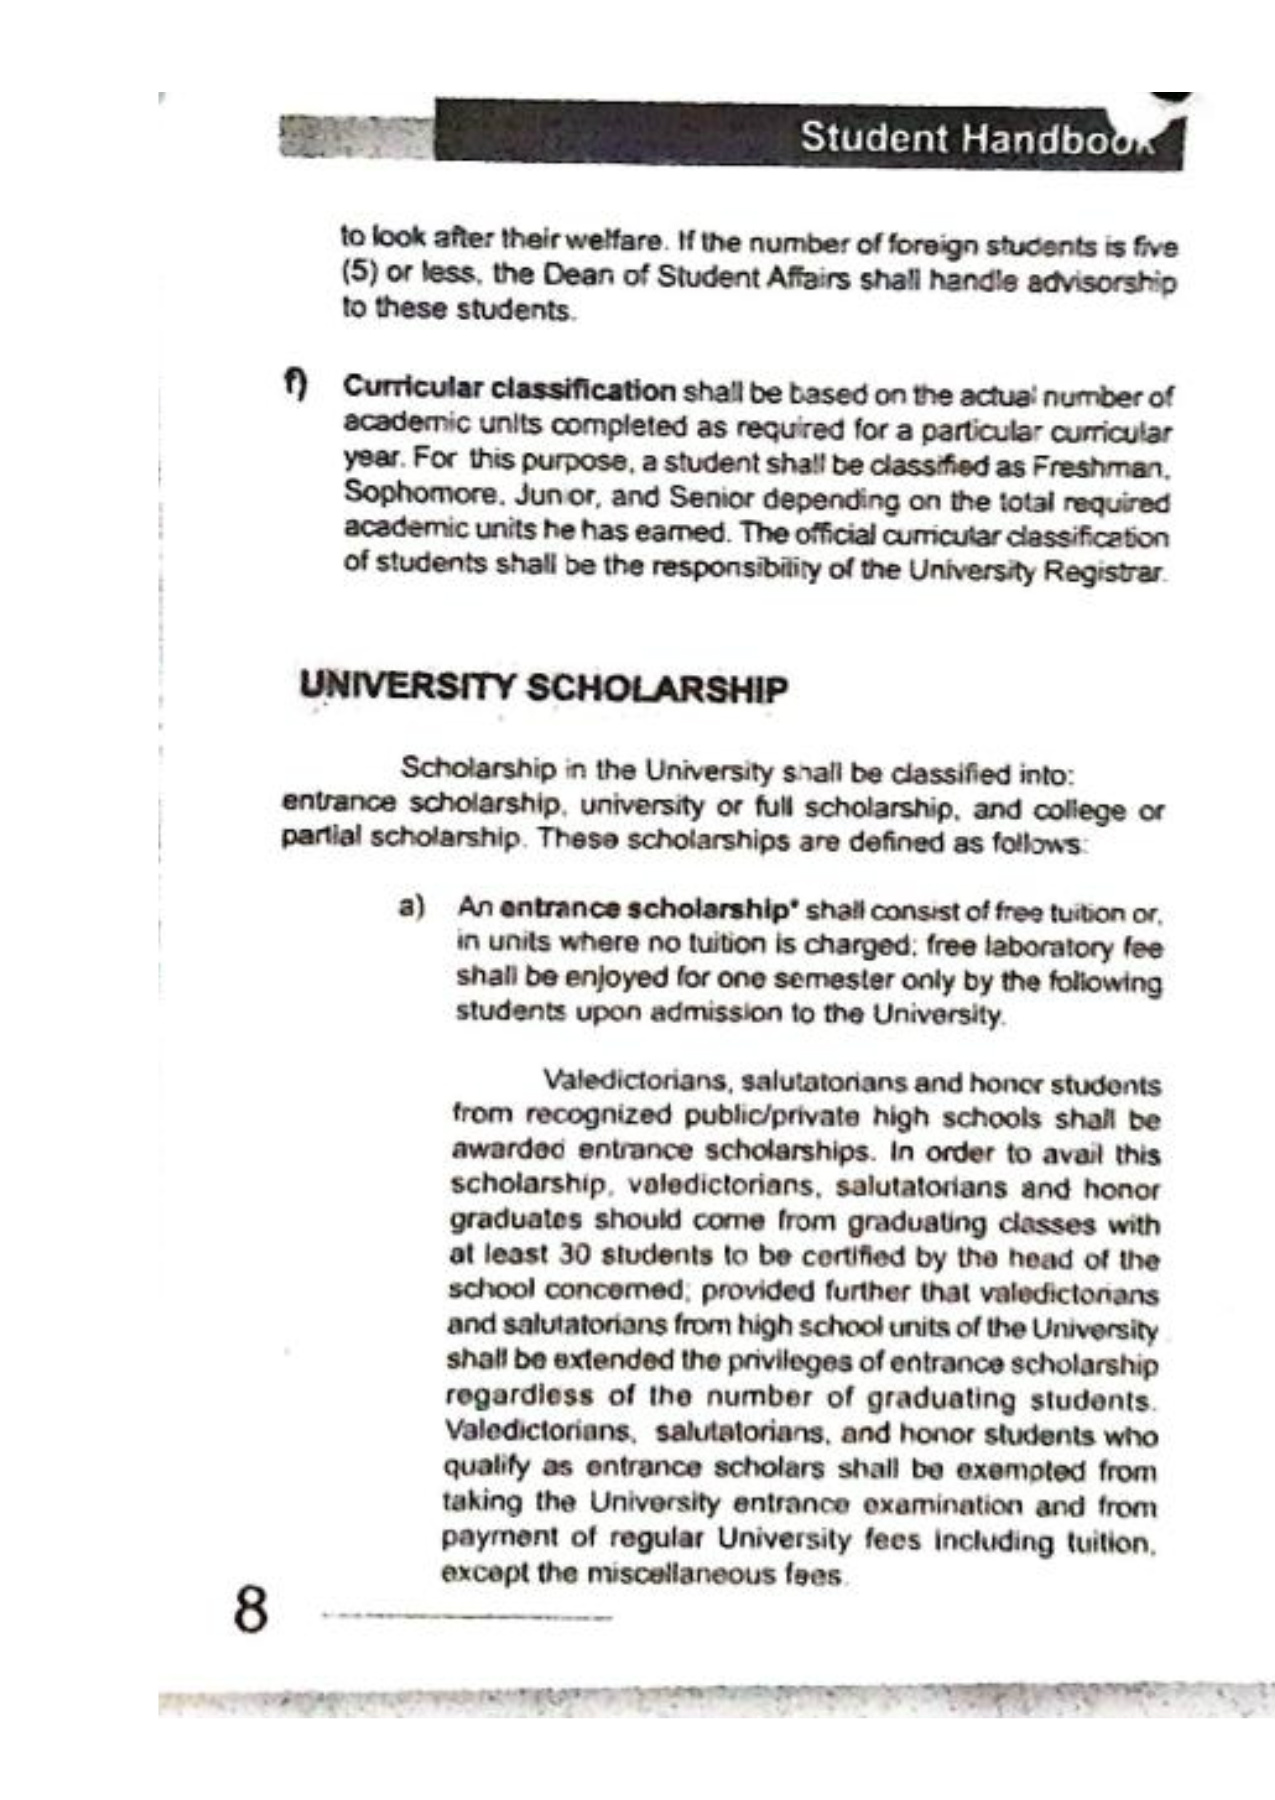 Student Handbook
to look after their welfare. If the number of foreign students is five
(5) or less, the Dean of Student Affairs shall handle advisorship
to these students.
f) Curricular classification shall be based on the actual number of
academic units completed as required for a particular curricular
year. For this purpose, a student shall be classified as Freshman,
Sophomore, Junior, and Senior depending on the total required
academic units he has earned. The official curricular classification
of students shall be the responsibility of the University Registrar.
UNIVERSITY SCHOLARSHIP
Scholarship in the University shall be classified into:
entrance scholarship, university or full scholarship, and college or
partial scholarship. These scholarships are defined as follows:
a) An entrance scholarship* shall consist of free tuition or,
in units where no tuition is charged; free laboratory fee
shall be enjoyed for one semester only by the following
students upon admission to the University.
Valedictorians, salutatorians and honor students
from recognized public/private high schools shall be
awarded entrance scholarships. In order to avail this
scholarship, valedictorians, salutatorians and honor
graduates should come from graduating classes with
at least 30 students to be certified by the head of the
school concerned; provided further that valedictorians
and salutatorians from high school units of the University
shall be extended the privileges of entrance scholarship
regardless of the number of graduating students.
Valedictorians, salutatorians, and honor students who
qualify as entrance scholars shall be exempted from
taking the University entrance examination and from
payment of regular University fees including tuition,
except the miscellaneous fees.
8